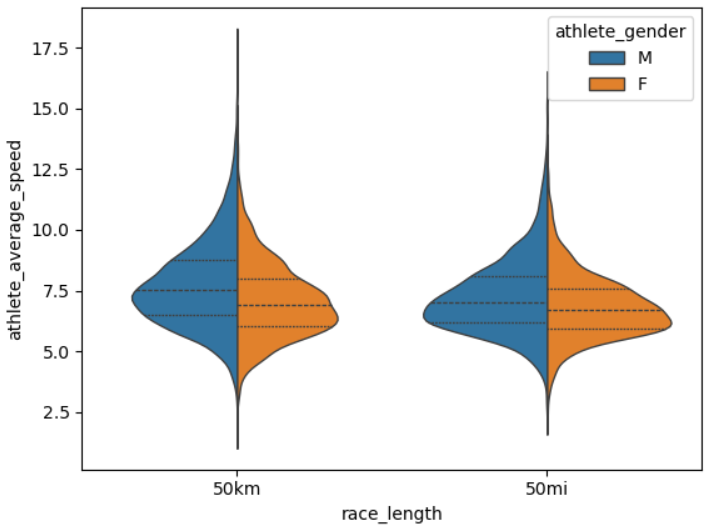 athlete_gender
M
F
athlete_average_speed
17.5
15.0
12.5
10.0
7.5
5.0
2.5
50km
50mi
race_length